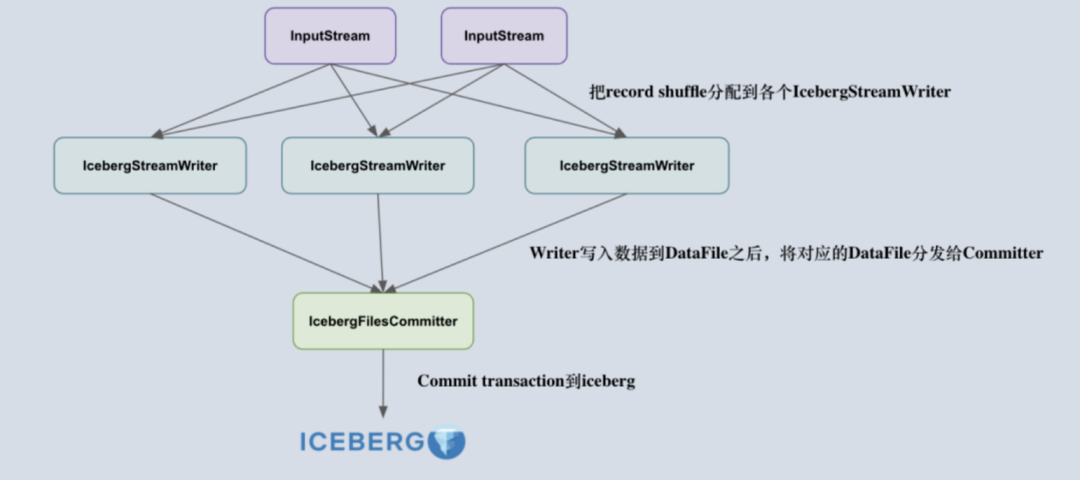 InputStream
InputStream
把record shuffle分配到各个IcebergStreamWriter
IcebergStreamWriter
IcebergStreamWriter
IcebergStreamWriter
Writer写入数据到DataFile之后，将对应的DataFile分发给Committer
IcebergFilesCommitter
Commit transaction到iceberg
ICEBERG